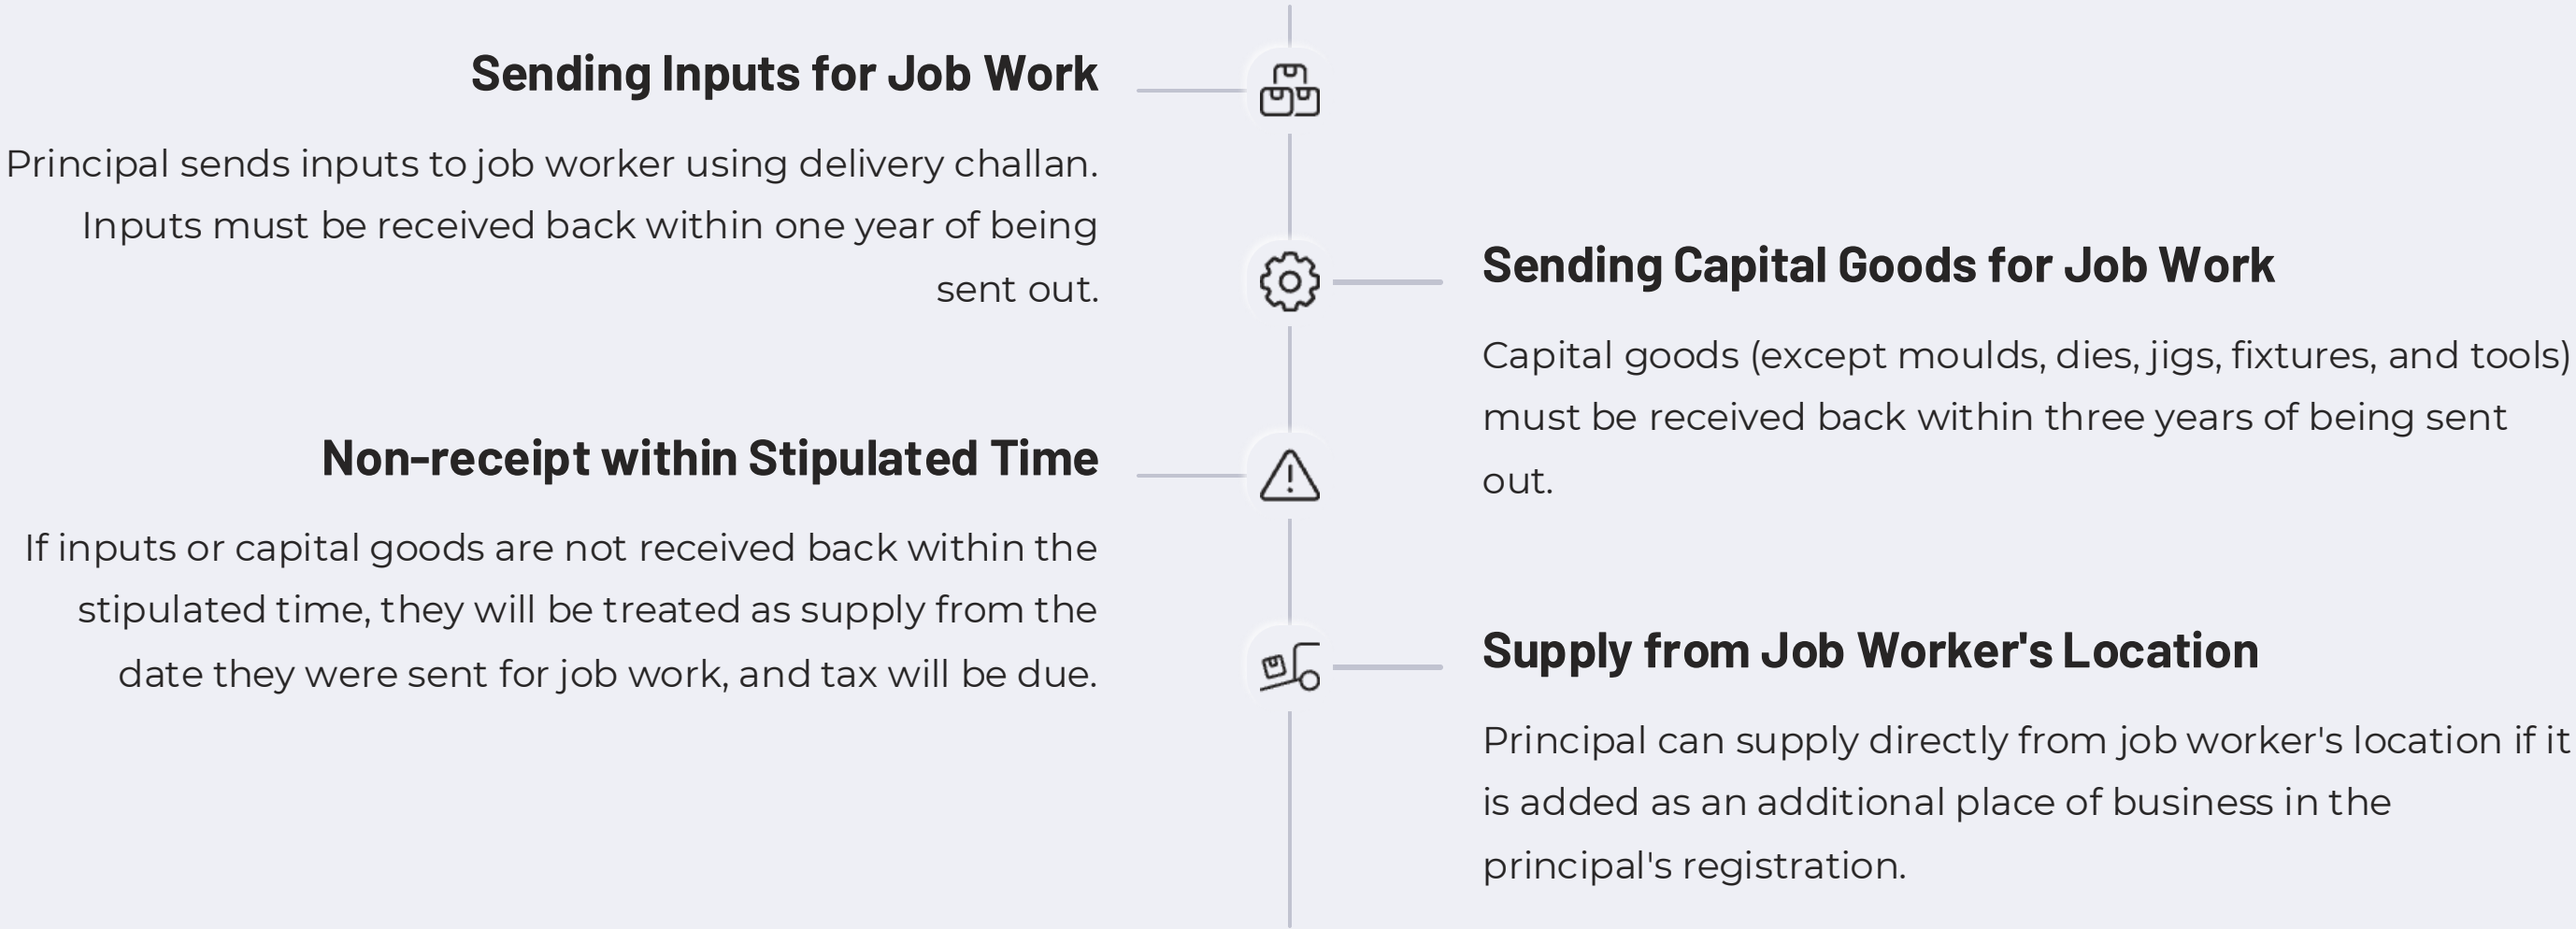 Sending Inputs for Job Work
Principal sends inputs to job worker using delivery challan.
Inputs must be received back within one year of being
sent out.
Sending Capital Goods for Job Work
Capital goods (except moulds, dies, jigs, fixtures, and tools)
must be received back within three years of being sent
out.
Non-receipt within Stipulated Time
If inputs or capital goods are not received back within the
stipulated time, they will be treated as supply from the
date they were sent for job work, and tax will be due.
Supply from Job Worker's Location
Principal can supply directly from job worker's location if it
is added as an additional place of business in the
principal's registration.